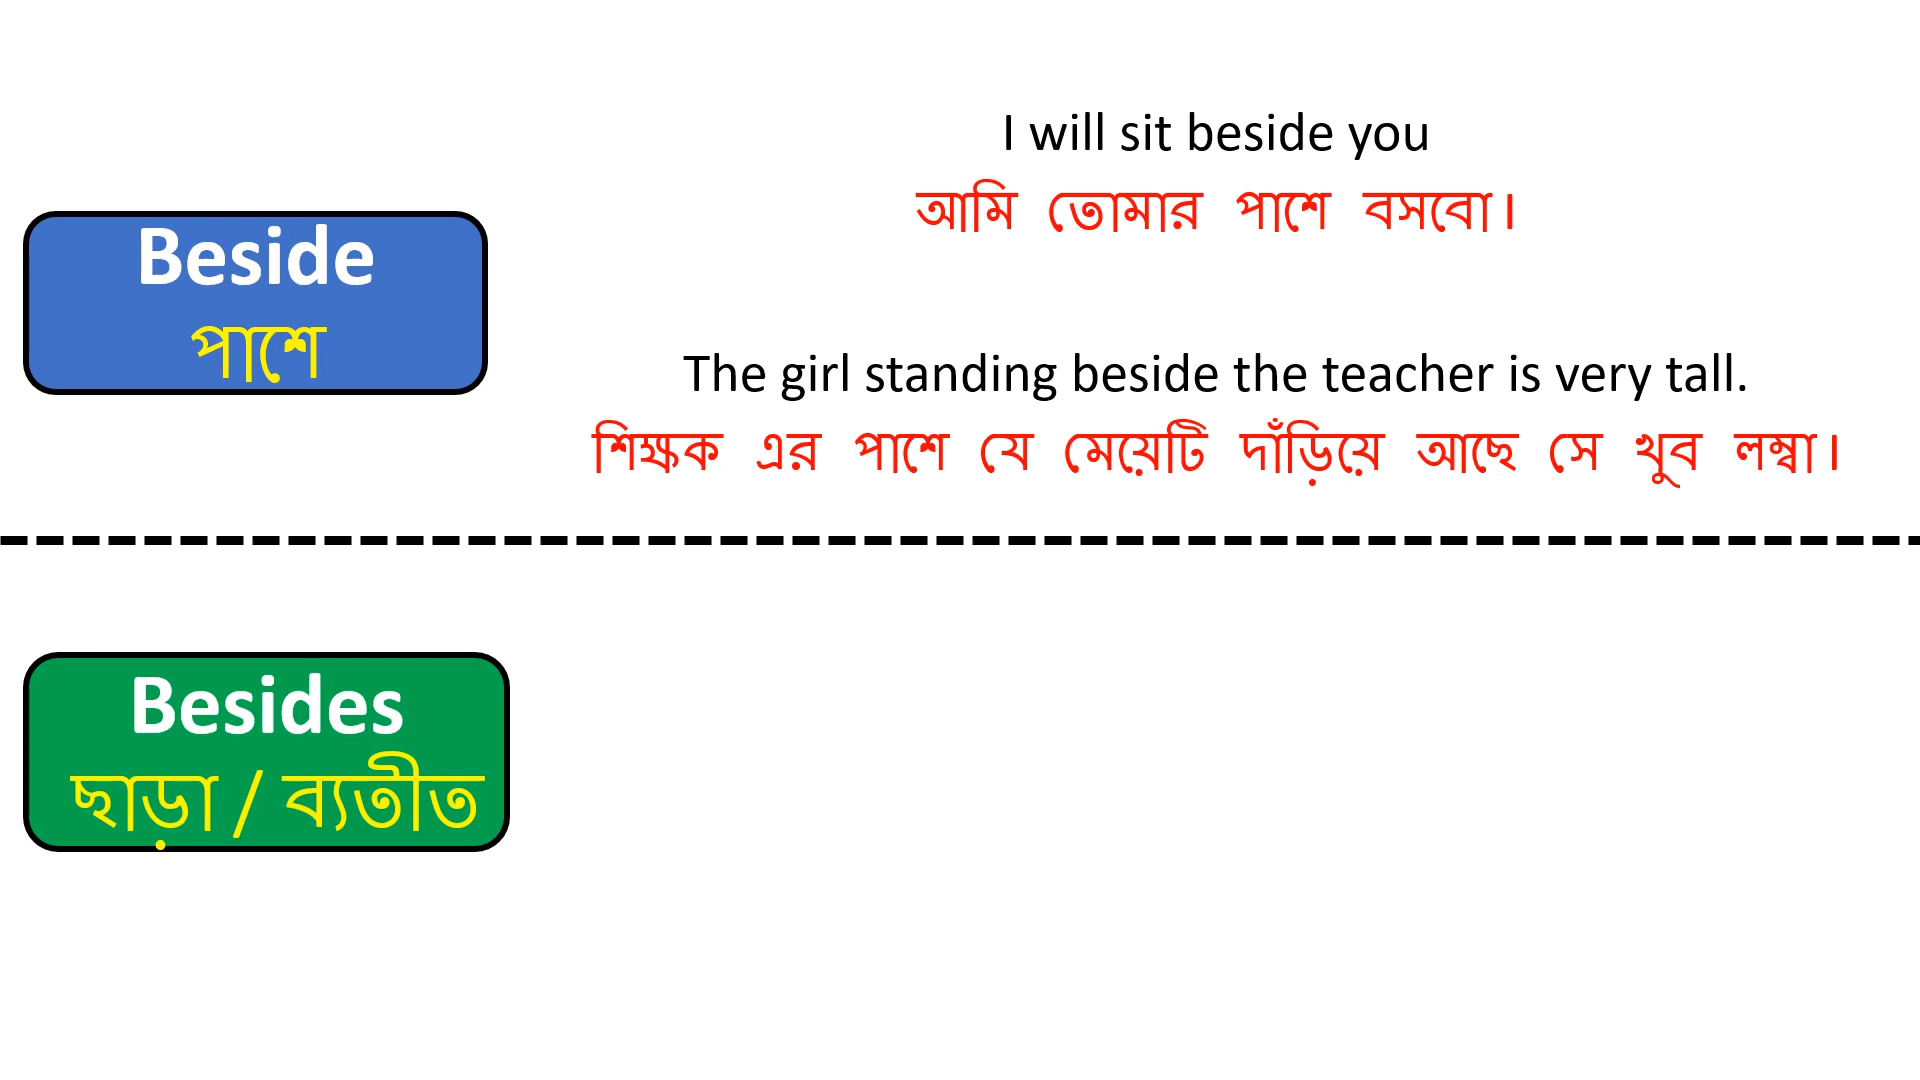 I will sit beside you
আমি তোমার পাশে বসবো।
Beside
পাশে
The girl standing beside the teacher is very tall.
শিক্ষক এর পাশে যে মেয়েটি দাঁড়িয়ে আছে সে খুব লম্বা।
Besides
ছাড়া / ব্যতীত